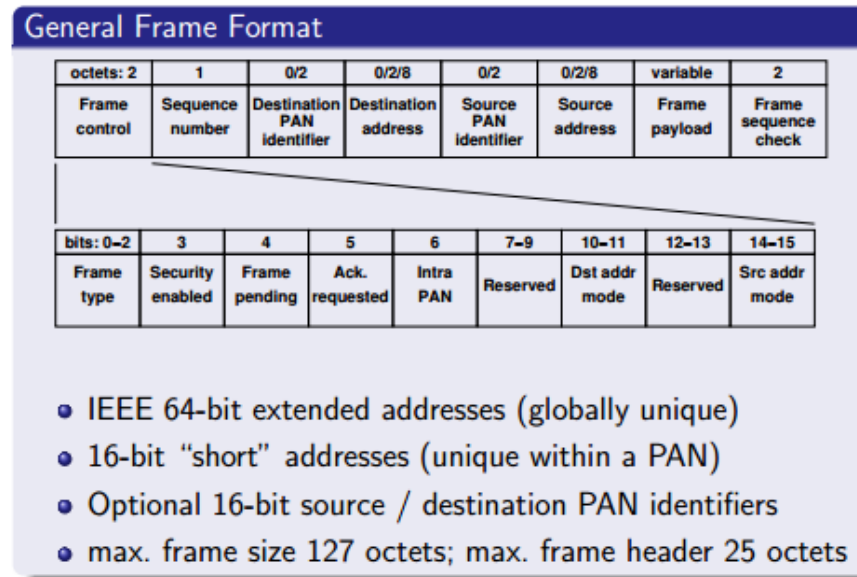 General Frame Format
octets: 2 1 0/2 0/2/8 0/2 0/2/8 variable 2
Frame control Sequence number Destination PAN identifier Destination address Source PAN identifier Source address Frame payload Frame sequence check
bits: 0–2 3 4 5 6 7–9 10–11 12–13 14–15
Frame type Security enabled Frame pending Ack. requested Intra PAN Reserved Dst addr mode Reserved Src addr mode
IEEE 64-bit extended addresses (globally unique)
16-bit “short” addresses (unique within a PAN)
Optional 16-bit source / destination PAN identifiers
max. frame size 127 octets; max. frame header 25 octets